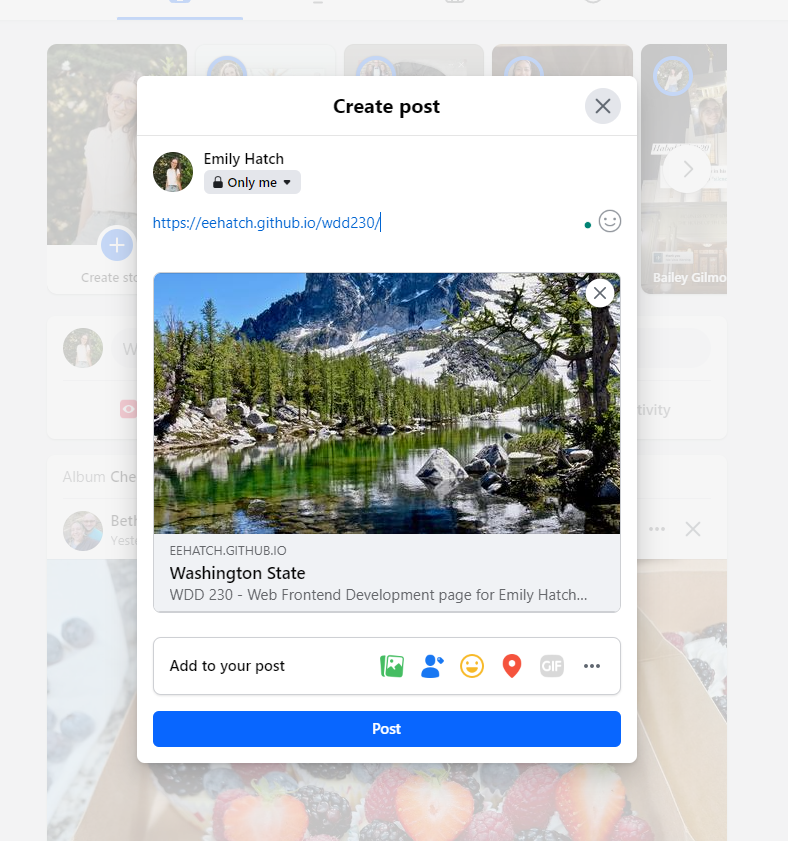 Create post
Emily Hatch
Only me
https://eehatch.github.io/wdd230/
Create sto
Bailey Gilmo
W
tivity
Album Che
Beth
Yeste
EEHATCH.GITHUB.IO
Washington State
WDD 230 - Web Frontend Development page for Emily Hatch...
Add to your post
GIF
Post